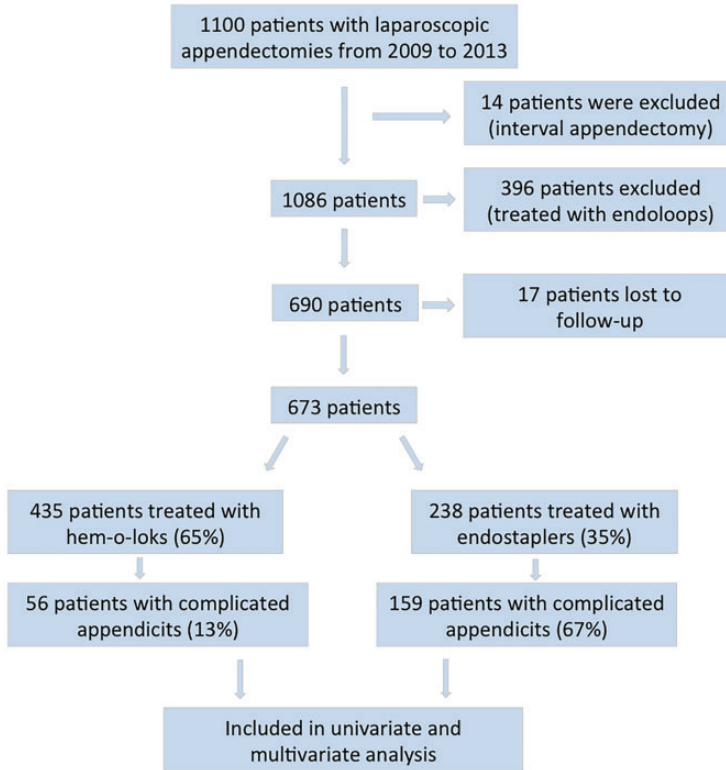 1100 patients with laparoscopic
appendectomies from 2009 to 2013
14 patients were excluded
(interval appendectomy)
1086 patients
396 patients excluded
(treated with endoloops)
690 patients
17 patients lost to
follow-up
673 patients
435 patients treated with
hem-o-loks (65%)
238 patients treated with
endostaplers (35%)
56 patients with complicated
appendicits (13%)
159 patients with complicated
appendicits (67%)
Included in univariate and
multivariate analysis